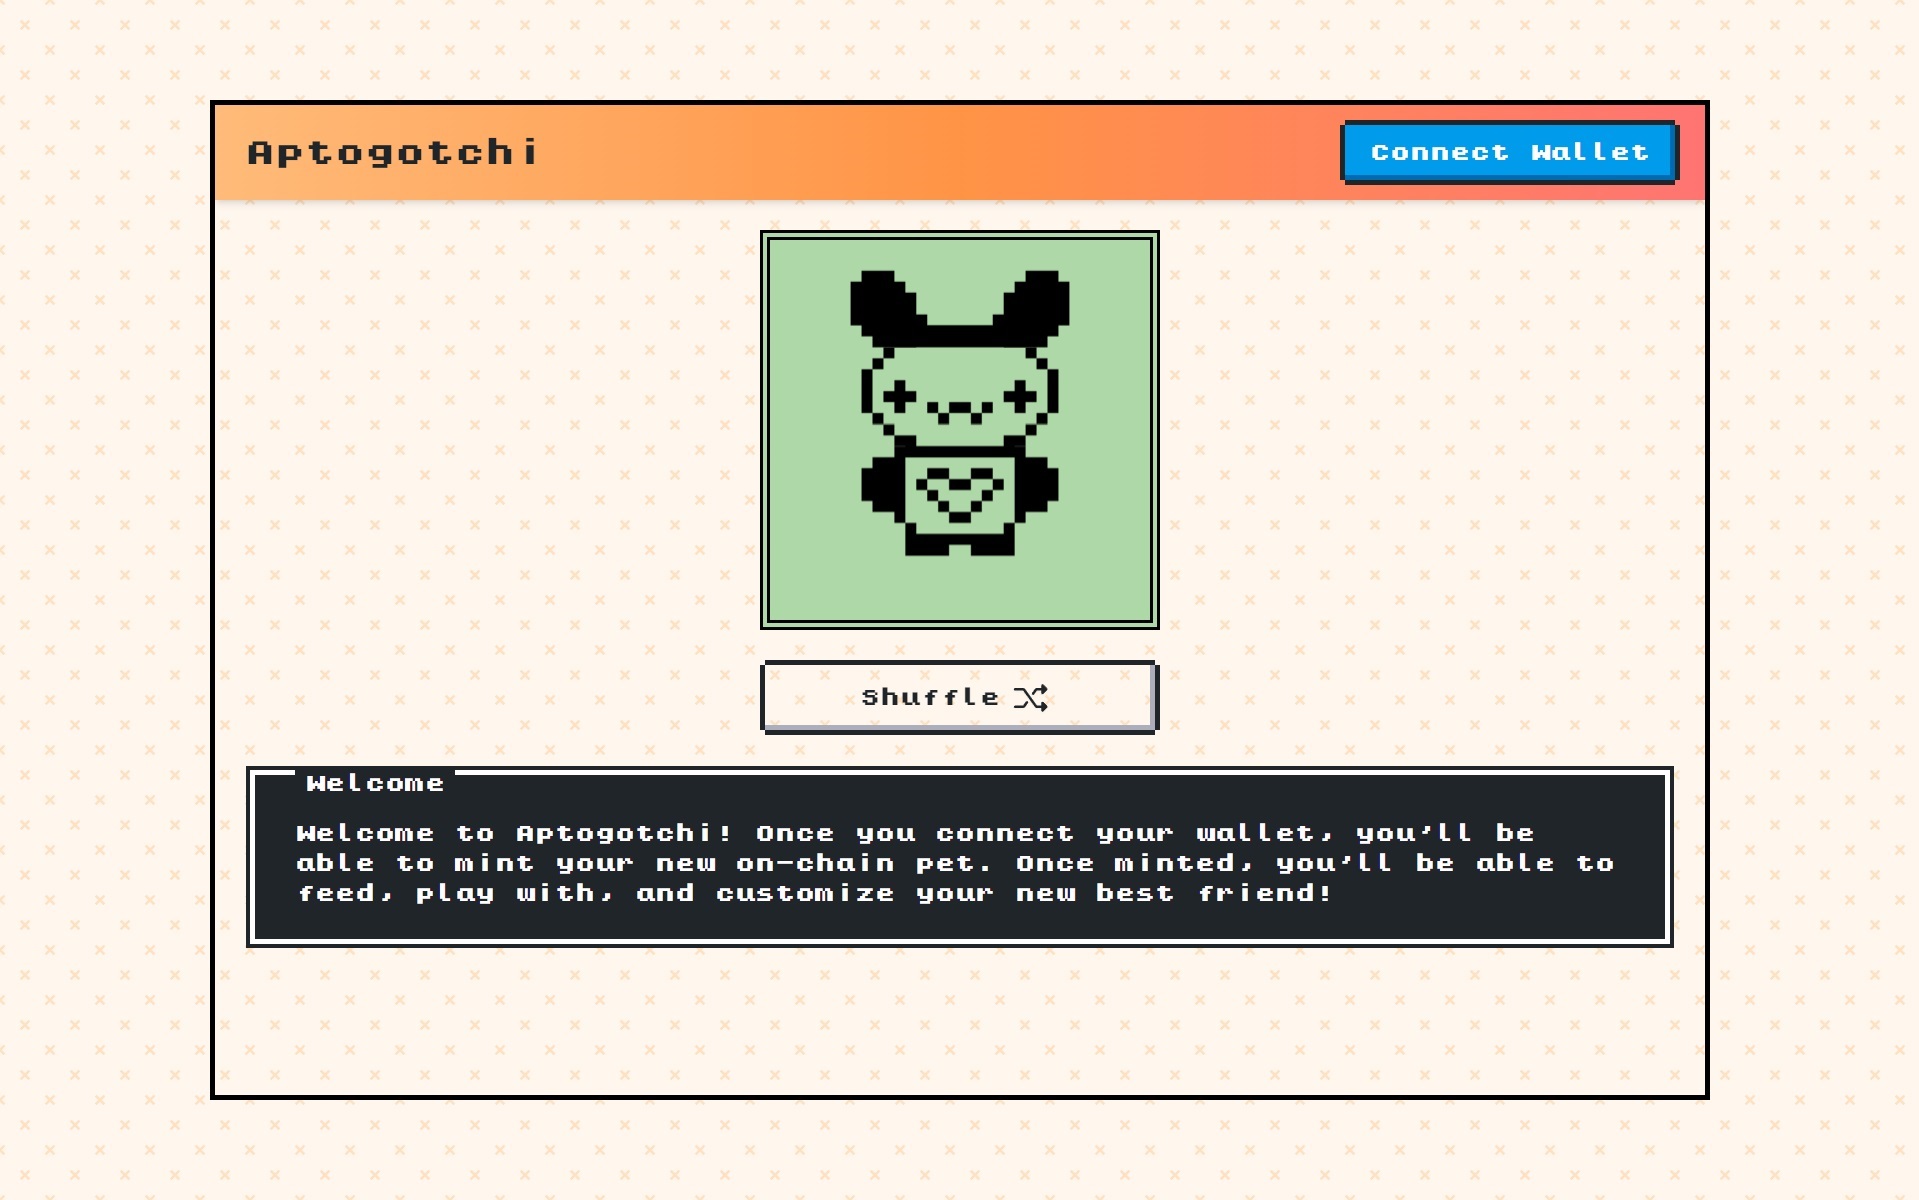 Aptogotchi
Connect Wallet
Shuffle
Welcome
Welcome to Aptogotchi! Once you connect your wallet, you'll be
able to mint your new on-chain pet. Once minted, you'll be able to
feed, play with, and customize your new best friend!